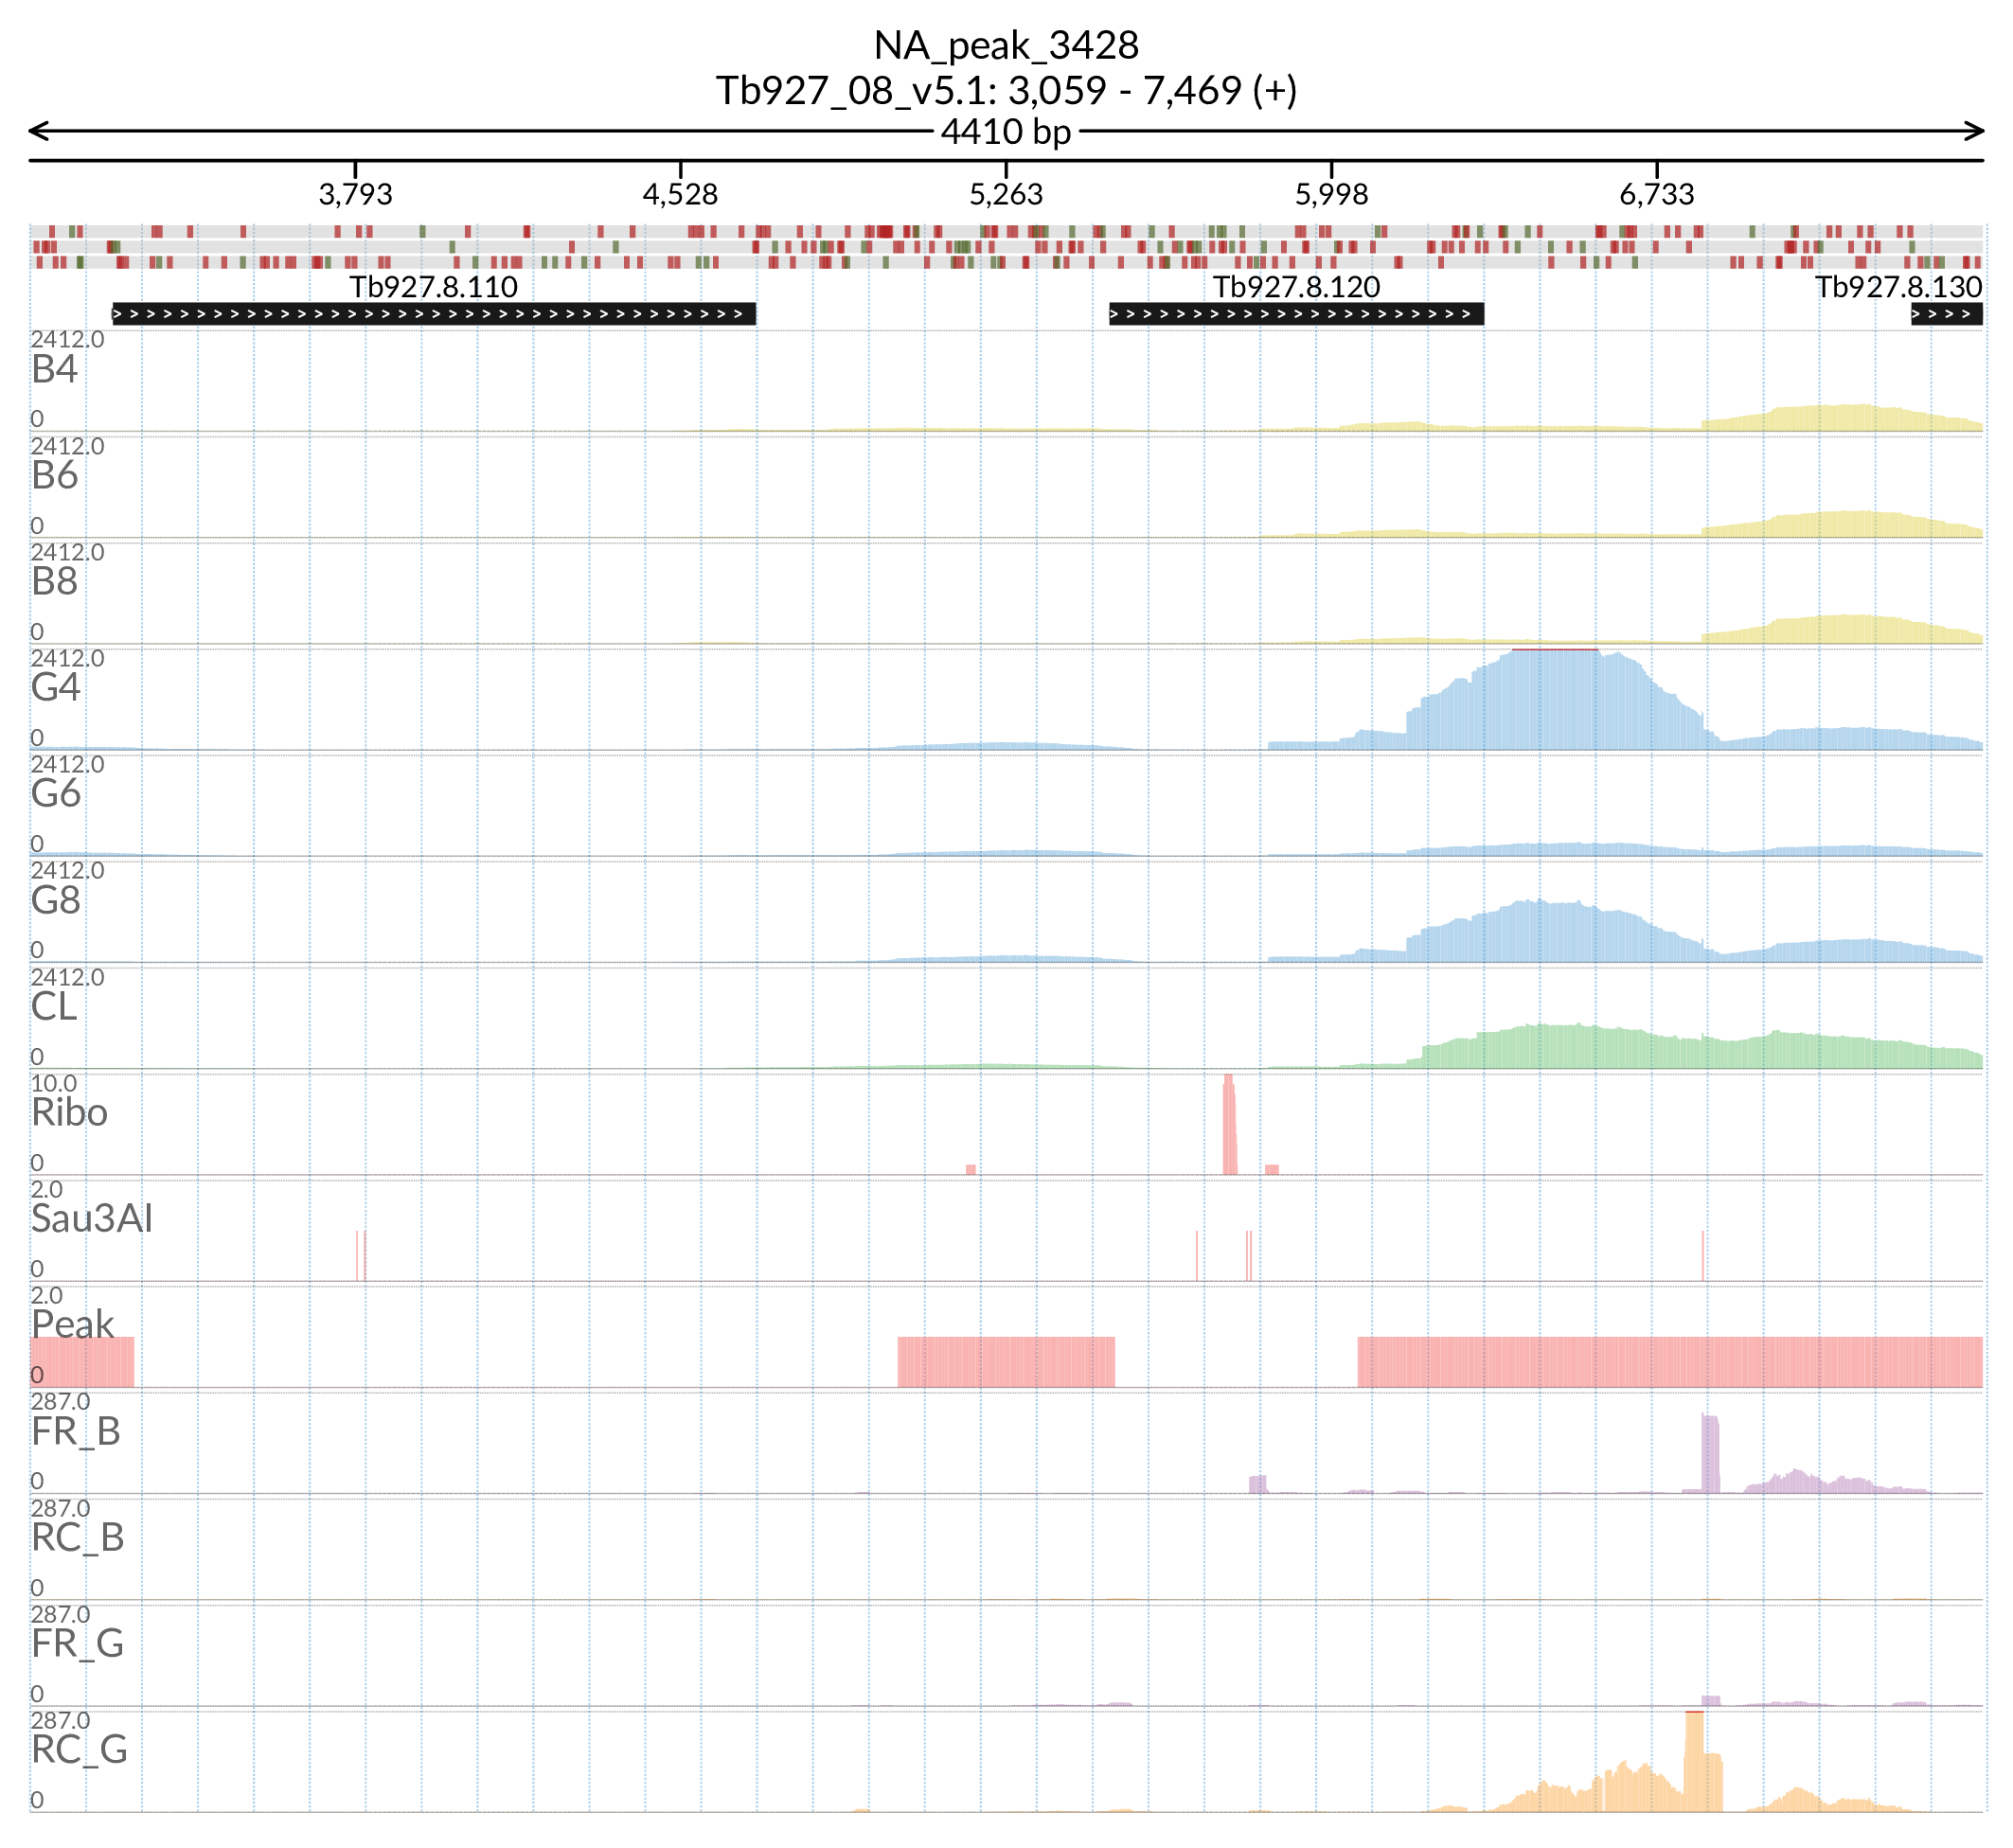 NA_peak_3428
Tb927_08_v5.1: 3,059 - 7,469 (+)
4410 bp
3,793 4,528 5,263 5,998 6,733
Tb927.8.110 Tb927.8.120 Tb927.8.130
2412.0
B4
0
2412.0
B6
0
2412.0
B8
0
2412.0
G4
0
2412.0
G6
0
2412.0
G8
0
2412.0
CL
0
10.0
Ribo
0
2.0
Sau3AI
0
2.0
Peak
0
287.0
FR_B
0
287.0
RC_B
0
287.0
FR_G
0
287.0
RC_G
0